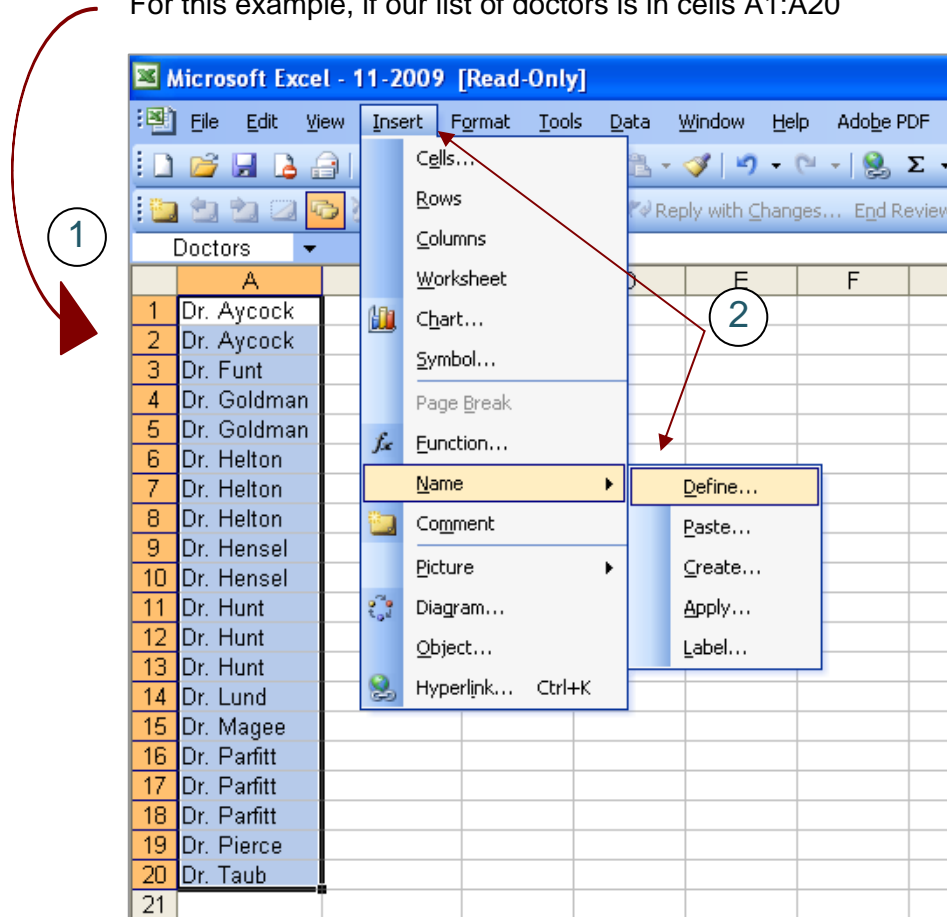 For this example, if our list of doctors is in cells A1:A20
Microsoft Excel - 11-2009 [Read-Only]
File Edit View Insert Format Tools Data Window Help Adobe PDF
Cells...
Σ
Rows
Reply with Changes... End Review
1
Doctors
Columns
A E F
Worksheet
1 Dr. Aycock
Chart...
2
2 Dr. Aycock
Symbol...
3 Dr. Funt
4 Dr. Goldman
Page Break
5 Dr. Goldman
Function...
6 Dr. Helton
Name
Define...
7 Dr. Helton
8 Dr. Helton
Comment
Paste...
9 Dr. Hensel
Picture
Create...
10 Dr. Hensel
11 Dr. Hunt
Diagram...
Apply...
12 Dr. Hunt
Object...
Label...
13 Dr. Hunt
14 Dr. Lund
Hyperlink... Ctrl+K
15 Dr. Magee
16 Dr. Parfitt
17 Dr. Parfitt
18 Dr. Parfitt
19 Dr. Pierce
20 Dr. Taub
21